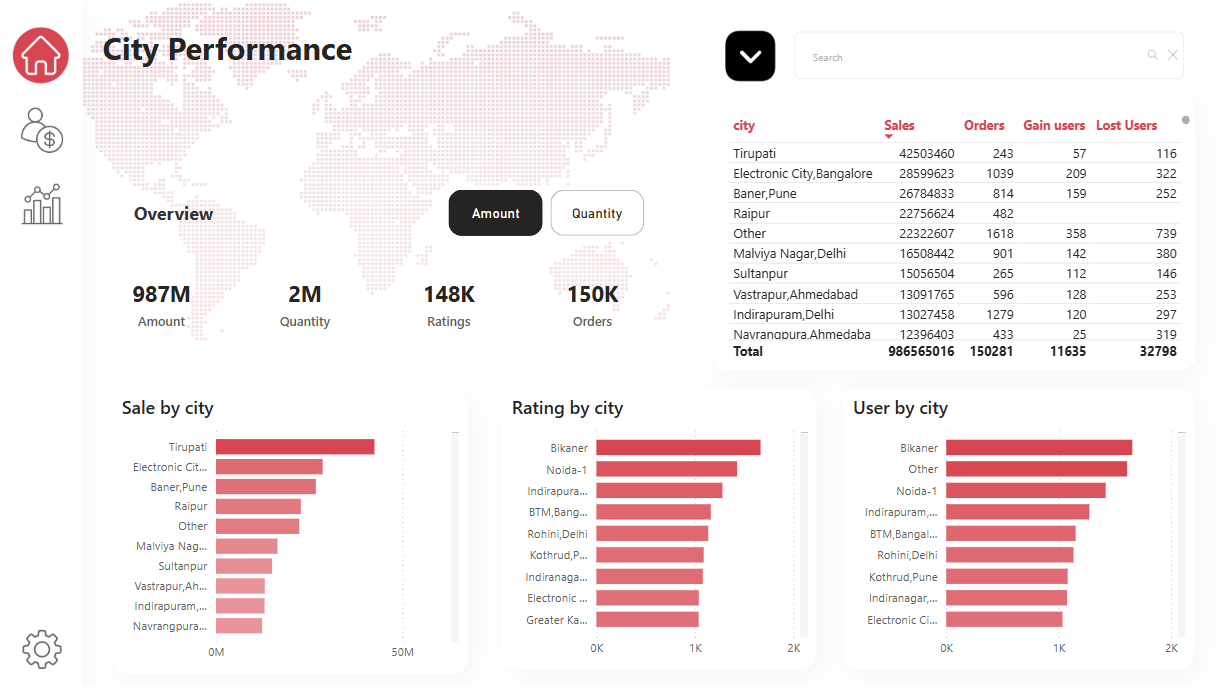 City Performance
Search
Overview
Amount
Quantity
987M
2M
148K
150K
Amount
Quantity
Ratings
Orders
city Sales Orders Gain users Lost Users
Tirupati 42503460 243 57 116
Electronic City,Bangalore 28599623 1039 209 322
Baner,Pune 26784833 814 159 252
Raipur 22756624 482
Other 22322607 1618 358 739
Malviya Nagar,Delhi 16508442 901 142 380
Sultanpur 15056504 265 112 146
Vastrapur,Ahmedabad 13091765 596 128 253
Indirapuram,Delhi 13027458 1279 120 297
Navrangpura,Ahmedaba 12396403 433 25 319
Total 986565016 150281 11635 32798
Sale by city
Tirupati
Electronic Cit...
Baner,Pune
Raipur
Other
Malviya Nag...
Sultanpur
Vastrapur,Ah...
Indirapuram,...
Navrangpura...
0M 50M
Rating by city
Bikaner
Noida-1
Indirapura...
BTM,Bang...
Rohini,Delhi
Kothrud,P...
Indiranaga...
Electronic ...
Greater Ka...
0K 1K 2K
User by city
Bikaner
Other
Noida-1
Indirapuram,...
BTM,Bangal...
Rohini,Delhi
Kothrud,Pune
Indiranagar,...
Electronic Ci...
0K 1K 2K